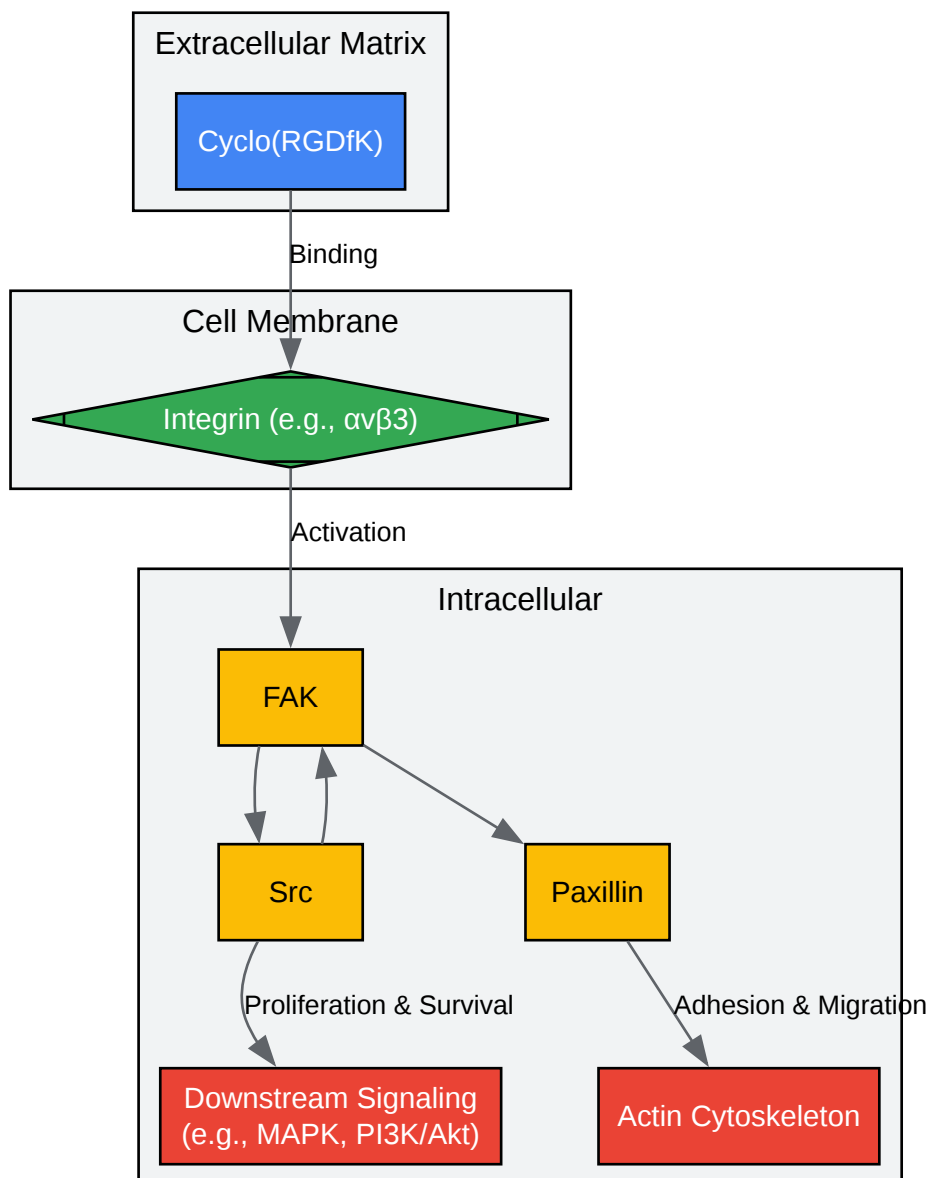 Extracellular Matrix
Cyclo(RGDfK)
Binding
Cell Membrane
Integrin (e.g., αvβ3)
Activation
Intracellular
FAK
Src
Paxillin
Proliferation & Survival
Adhesion & Migration
Downstream Signaling
(e.g., MAPK, PI3K/Akt)
Actin Cytoskeleton